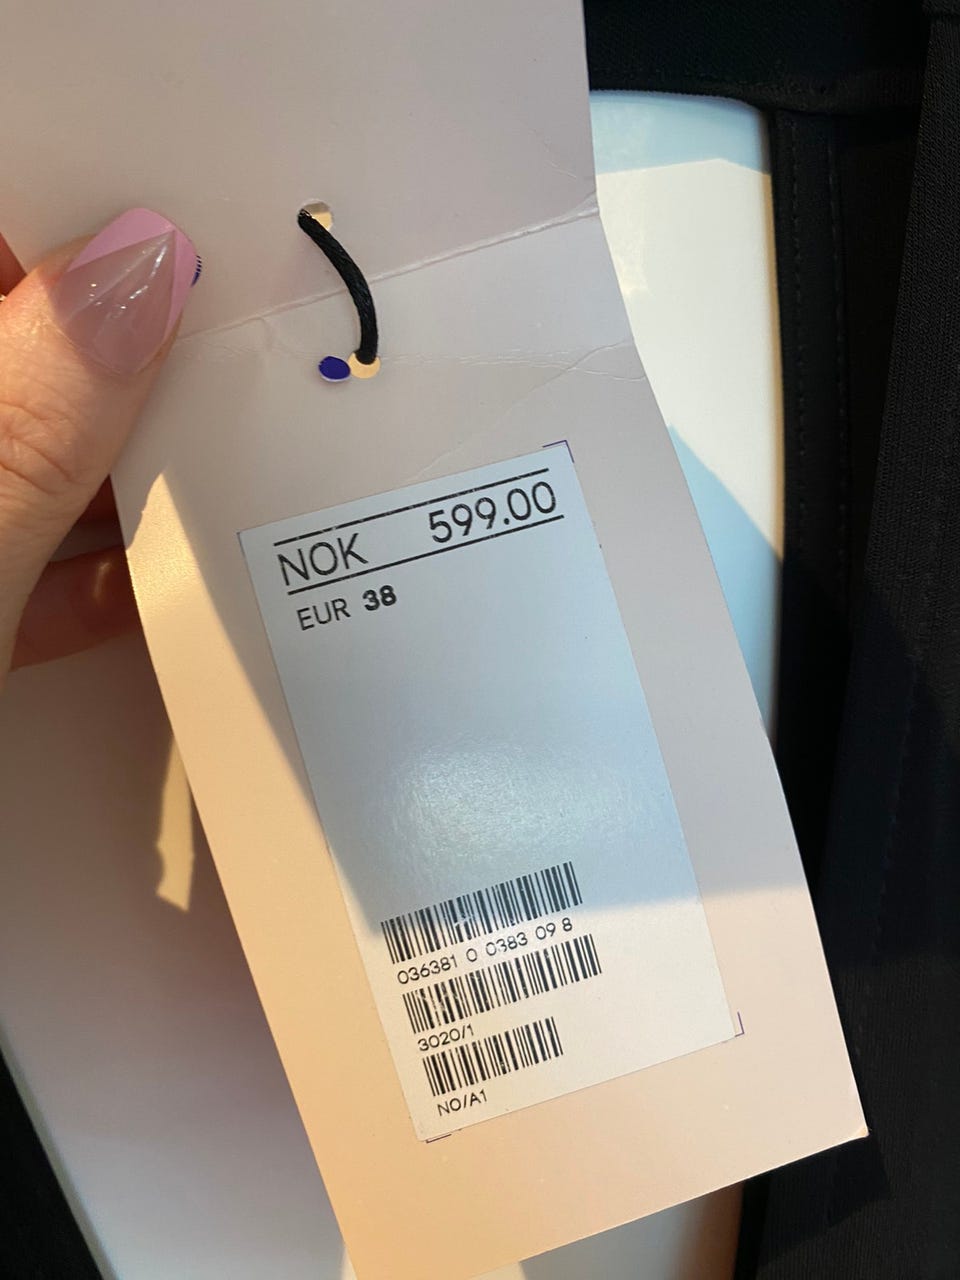 NOK 599.00
EUR 38
036381 0 0383 09 8
3020/1
NO/A1